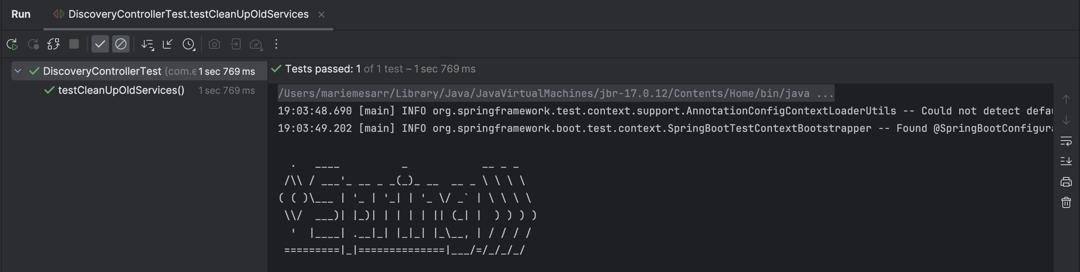 Run DiscoveryControllerTest.testCleanUpOldServices
DiscoveryControllerTest (com.e 1 sec 769 ms
testCleanUpOldServices() 1 sec 769 ms
Tests passed: 1 of 1 test – 1 sec 769 ms
/Users/mariemesarr/Library/Java/JavaVirtualMachines/jbr-17.0.12/Contents/Home/bin/java ...
19:03:48.690 [main] INFO org.springframework.test.context.support.AnnotationConfigContextLoaderUtils -- Could not detect defau
19:03:49.202 [main] INFO org.springframework.boot.test.context.SpringBootTestContextBootstrapper -- Found @SpringBootConfigura
  .   ____          _            __ _ _
 /\\ / ___'_ __ _ _(_)_ __  __ _ \ \ \ \
( ( )\___ | '_ | '_| | '_ \/ _` | \ \ \ \
 \\/  ___)| |_)| | | | | || (_| |  ) ) ) )
  '  |____| .__|_| |_|_| |_\__, | / / / /
 =========|_|==============|___/=/_/_/_/